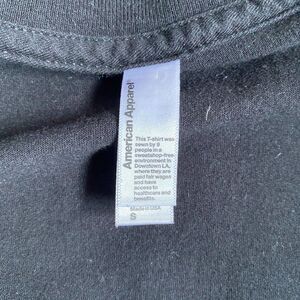 American Apparel®
This T-shirt was
sewn by 9
people in a
sweatshop-free
environment in
Downtown LA,
where they are
paid fair wages
and have
access to
healthcare and
benefits.
Made in USA
S